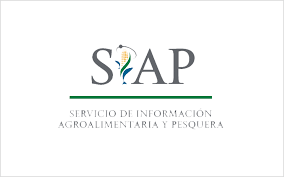 SIAP
SERVICIO DE INFORMACIÓN
AGROALIMENTARIA Y PESQUERA